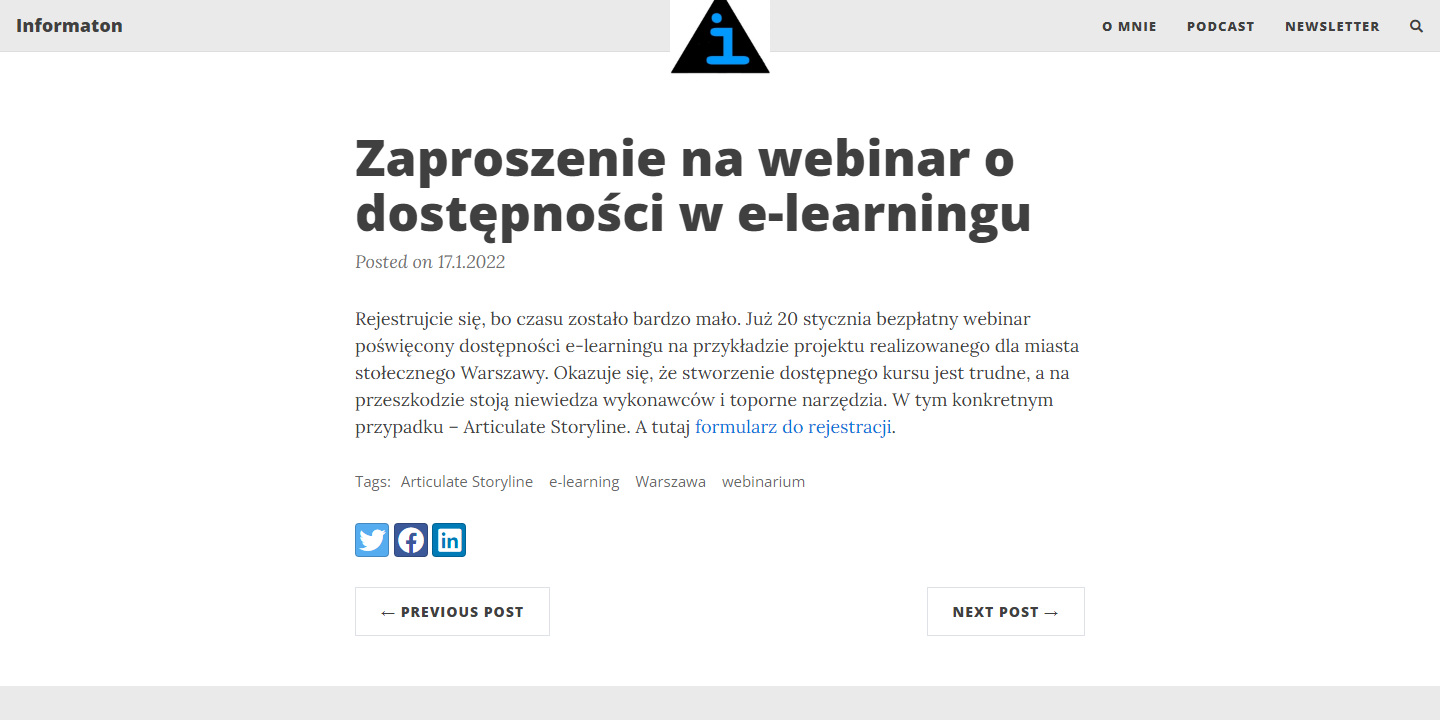 Informaton
i
O MNIE
PODCAST
NEWSLETTER
Zaproszenie na webinar o
dostępności w e-learningu
Posted on 17.1.2022
Rejestrujcie się, bo czasu zostało bardzo mało. Już 20 stycznia bezpłatny webinar
poświęcony dostępności e-learningu na przykładzie projektu realizowanego dla miasta
stołecznego Warszawy. Okazuje się, że stworzenie dostępnego kursu jest trudne, a na
przeszkodzie stoją niewiedza wykonawców i toporne narzędzia. W tym konkretnym
przypadku – Articulate Storyline. A tutaj formularz do rejestracji.
Tags: Articulate Storyline e-learning Warszawa webinarium
in
← PREVIOUS POST
NEXT POST →